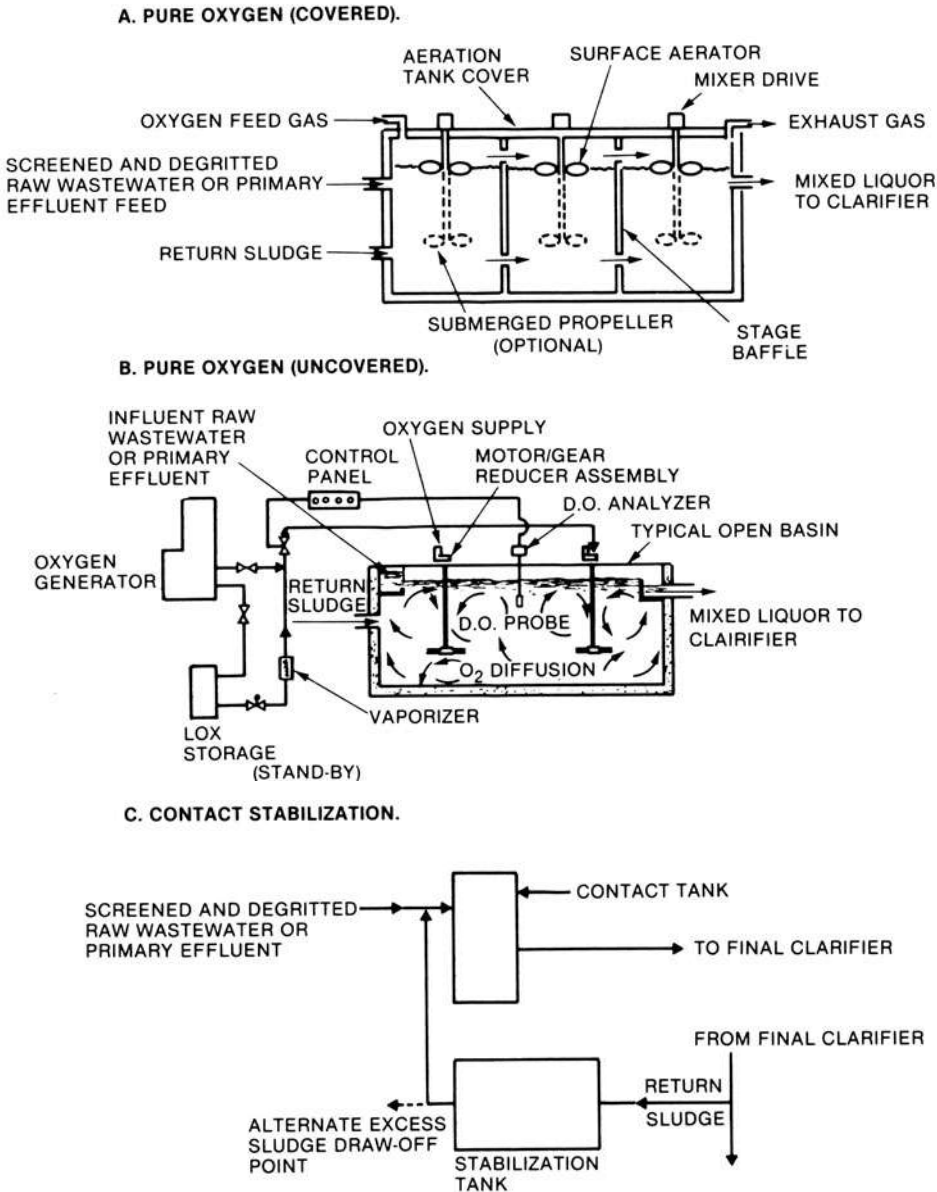 A. PURE OXYGEN (COVERED).
AERATION
TANK COVER
SURFACE AERATOR
MIXER DRIVE
OXYGEN FEED GAS
EXHAUST GAS
SCREENED AND DEGRITTED
RAW WASTEWATER OR PRIMARY
EFFLUENT FEED
MIXED LIQUOR
TO CLARIFIER
RETURN SLUDGE
SUBMERGED PROPELLER
(OPTIONAL)
STAGE
BAFFLE
B. PURE OXYGEN (UNCOVERED).
INFLUENT RAW
WASTEWATER
OR PRIMARY
EFFLUENT
OXYGEN SUPPLY
CONTROL
PANEL
MOTOR/GEAR
REDUCER ASSEMBLY
D.O. ANALYZER
TYPICAL OPEN BASIN
OXYGEN
GENERATOR
RETURN
SLUDGE
D.O. PROBE
MIXED LIQUOR TO
CLAIRIFIER
O2 DIFFUSION
VAPORIZER
LOX
STORAGE
(STAND-BY)
C. CONTACT STABILIZATION.
CONTACT TANK
SCREENED AND DEGRITTED
RAW WASTEWATER OR
PRIMARY EFFLUENT
TO FINAL CLARIFIER
FROM FINAL CLARIFIER
RETURN
SLUDGE
ALTERNATE EXCESS
SLUDGE DRAW-OFF
POINT
STABILIZATION
TANK